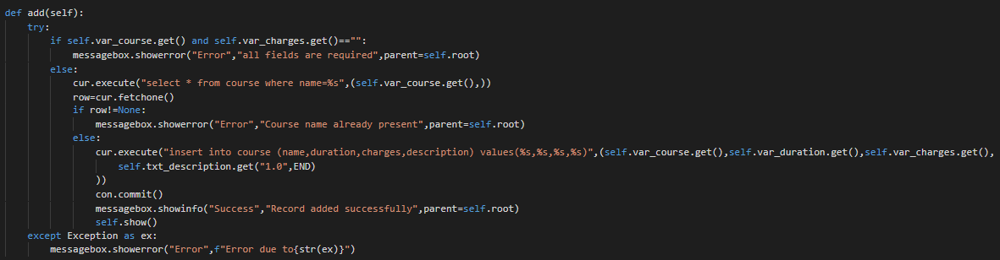 def add(self):
    try:
        if self.var_course.get() and self.var_charges.get()=="":
            messagebox.showerror("Error","all fields are required",parent=self.root)
        else:
            cur.execute("select * from course where name=%s",(self.var_course.get(),))
            row=cur.fetchone()
            if row!=None:
                messagebox.showerror("Error","Course name already present",parent=self.root)
            else:
                cur.execute("insert into course (name,duration,charges,description) values(%s,%s,%s,%s)",(self.var_course.get(),self.var_duration.get(),self.var_charges.get(),
                    self.txt_description.get("1.0",END)
                ))
                con.commit()
                messagebox.showinfo("Success","Record added successfully",parent=self.root)
                self.show()
    except Exception as ex:
        messagebox.showerror("Error",f"Error due to{str(ex)}")